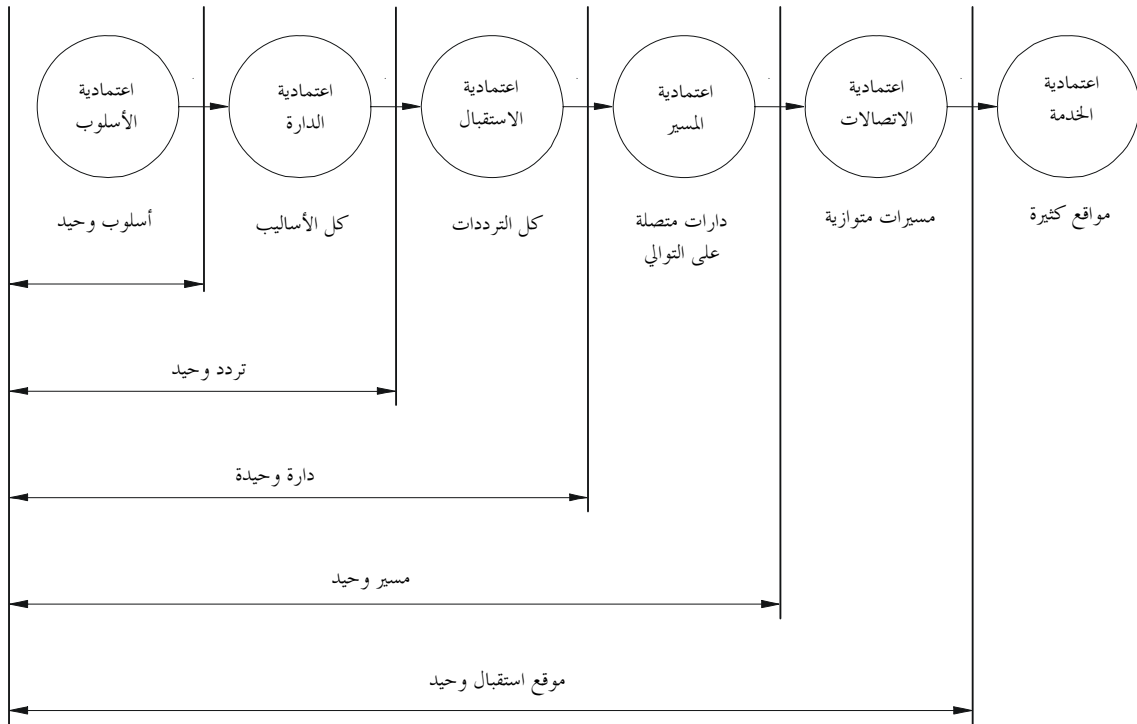 اعتمادية
الأسلوب
اعتمادية
الدارة
اعتمادية
الاستقبال
اعتمادية
المسير
اعتمادية
الاتصالات
اعتمادية
الخدمة
أسلوب وحيد
كل الأساليب
كل الترددات
دارات متصلة
على التوالي
مسيرات متوازية
مواقع كثيرة
تردد وحيد
دارة وحيدة
مسير وحيد
موقع استقبال وحيد